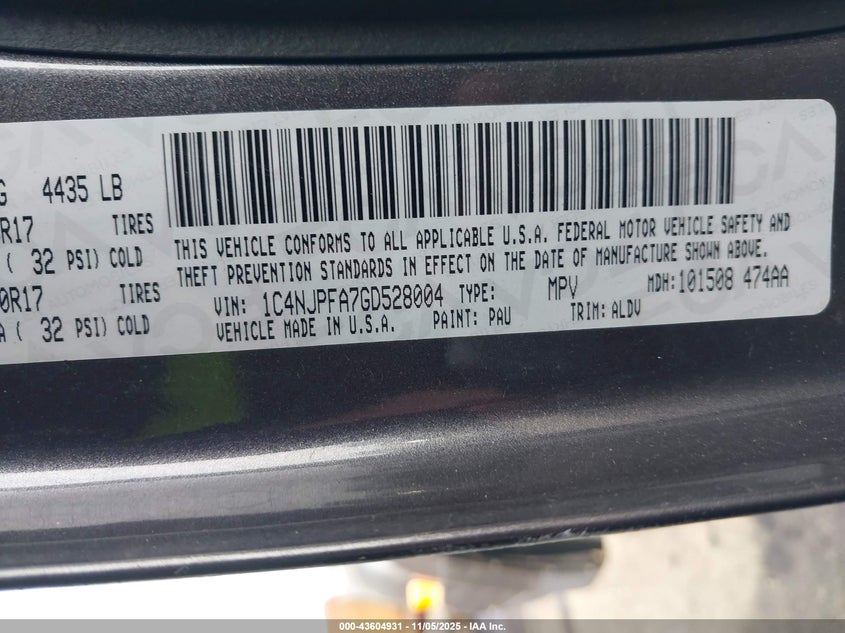 G 4435 LB
R17 TIRES
( 32 PSI) COLD
0R17 TIRES
A ( 32 PSI) COLD
THIS VEHICLE CONFORMS TO ALL APPLICABLE U.S.A. FEDERAL MOTOR VEHICLE SAFETY AND
THEFT PREVENTION STANDARDS IN EFFECT ON THE DATE OF MANUFACTURE SHOWN ABOVE.
VIN: 1C4NJPFA7GD528004 TYPE: MPV MDH:101508 474AA
VEHICLE MADE IN U.S.A. PAINT: PAU TRIM: ALDV
000-43604931 - 11/05/2025 - IAA Inc.